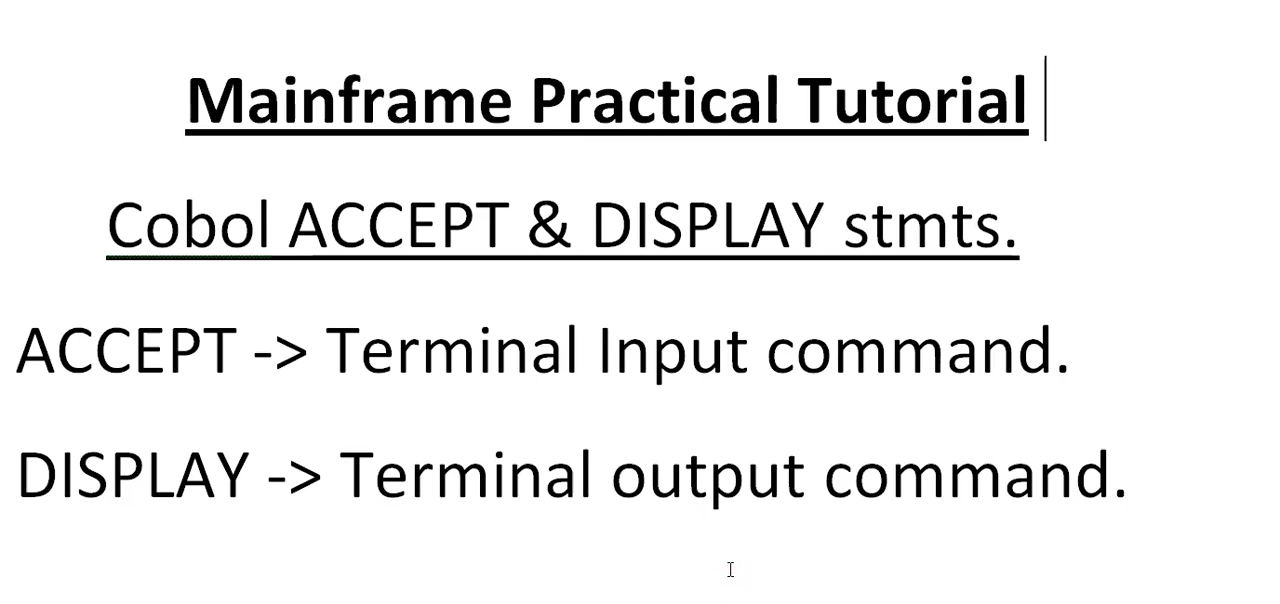 Mainframe Practical Tutorial
Cobol ACCEPT & DISPLAY stmts.
ACCEPT -> Terminal Input command.
DISPLAY -> Terminal output command.